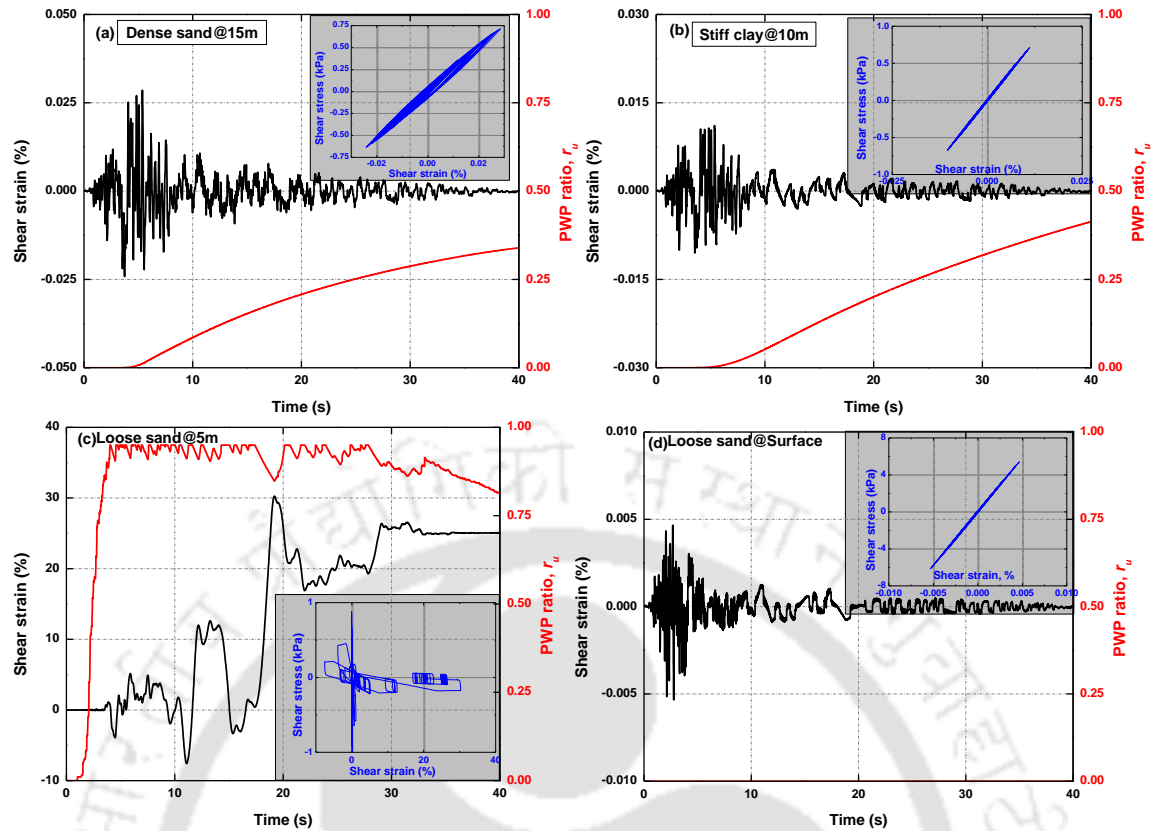 (a) Dense sand@15m
0.050
0.025
0.000
-0.025
-0.050
Shear strain (%)
1.00
0.75
0.50
0.25
0.00
PWP ratio, r_u
0 10 20 30 40
Time (s)
0.75
0.50
0.25
0.00
0.25
0.50
0.75
Shear stress (kPa)
-0.02 0.00 0.02
Shear strain (%)
(b) Stiff clay@10m
0.030
0.015
0.000
-0.015
-0.030
Shear strain (%)
1.00
0.75
0.50
0.25
0.00
PWP ratio, r_u
0 10 20 30 40
Time (s)
1.0
0.5
0.0
-0.5
-1.0
Shear stress (kPa)
-0.025 0.000 0.025
Shear strain (%)
(c) Loose sand@5m
40
30
20
10
0
-10
Shear strain (%)
1.00
0.75
0.50
0.25
0.00
PWP ratio, r_u
0 10 20 30 40
Time (s)
1
0
-1
Shear stress (kPa)
0 20 40
Shear strain (%)
(d) Loose sand@Surface
0.010
0.005
0.000
-0.005
-0.010
Shear strain (%)
1.00
0.75
0.50
0.25
0.00
PWP ratio, r_u
0 10 20 30 40
Time (s)
8
4
0
-4
-8
Shear stress (kPa)
-0.010 -0.005 0.000 0.005 0.010
Shear strain, %